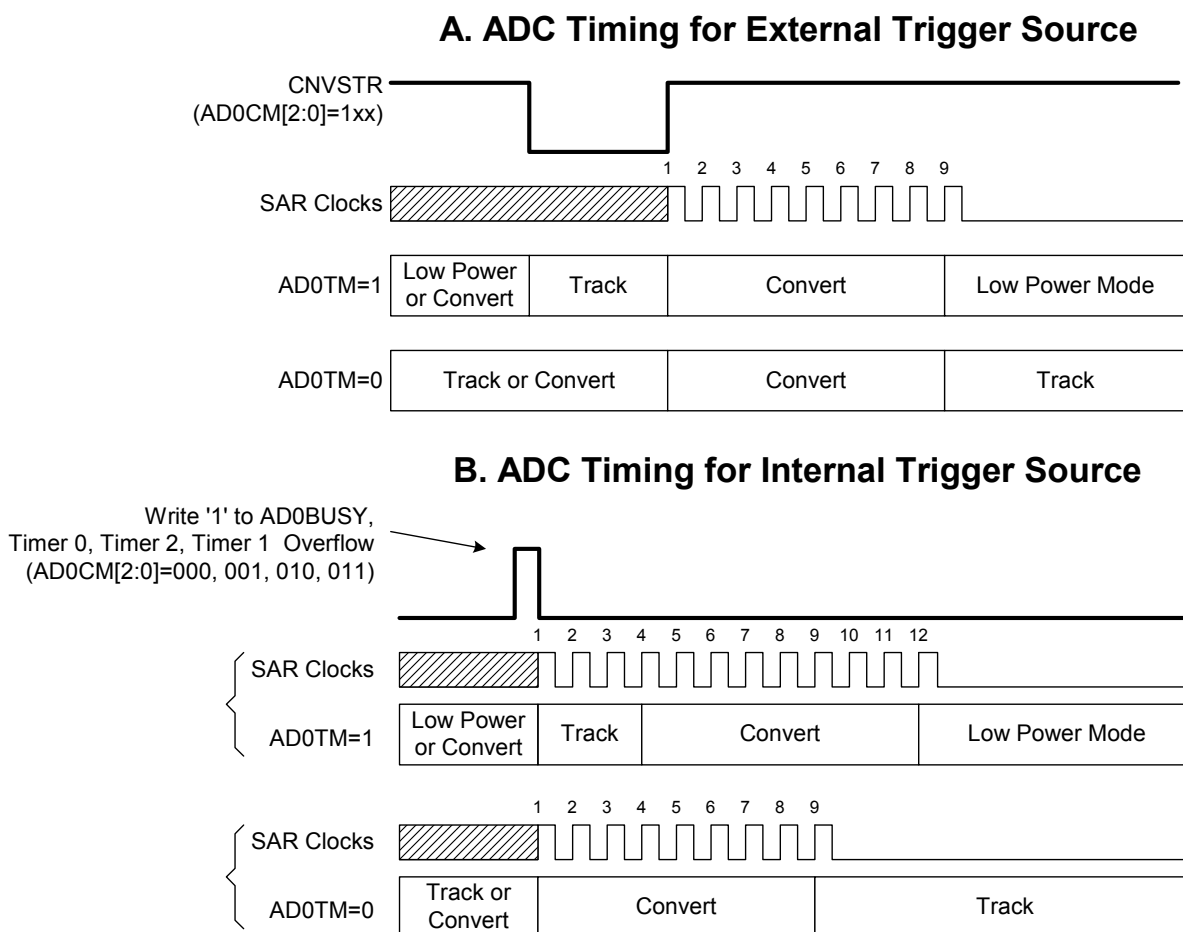 A. ADC Timing for External Trigger Source
CNVSTR
(AD0CM[2:0]=1xx)
1 2 3 4 5 6 7 8 9
SAR Clocks
AD0TM=1
Low Power
or Convert
Track
Convert
Low Power Mode
AD0TM=0
Track or Convert
Convert
Track
B. ADC Timing for Internal Trigger Source
Write '1' to AD0BUSY,
Timer 0, Timer 2, Timer 1 Overflow
(AD0CM[2:0]=000, 001, 010, 011)
1 2 3 4 5 6 7 8 9 10 11 12
SAR Clocks
AD0TM=1
Low Power
or Convert
Track
Convert
Low Power Mode
1 2 3 4 5 6 7 8 9
SAR Clocks
AD0TM=0
Track or
Convert
Convert
Track